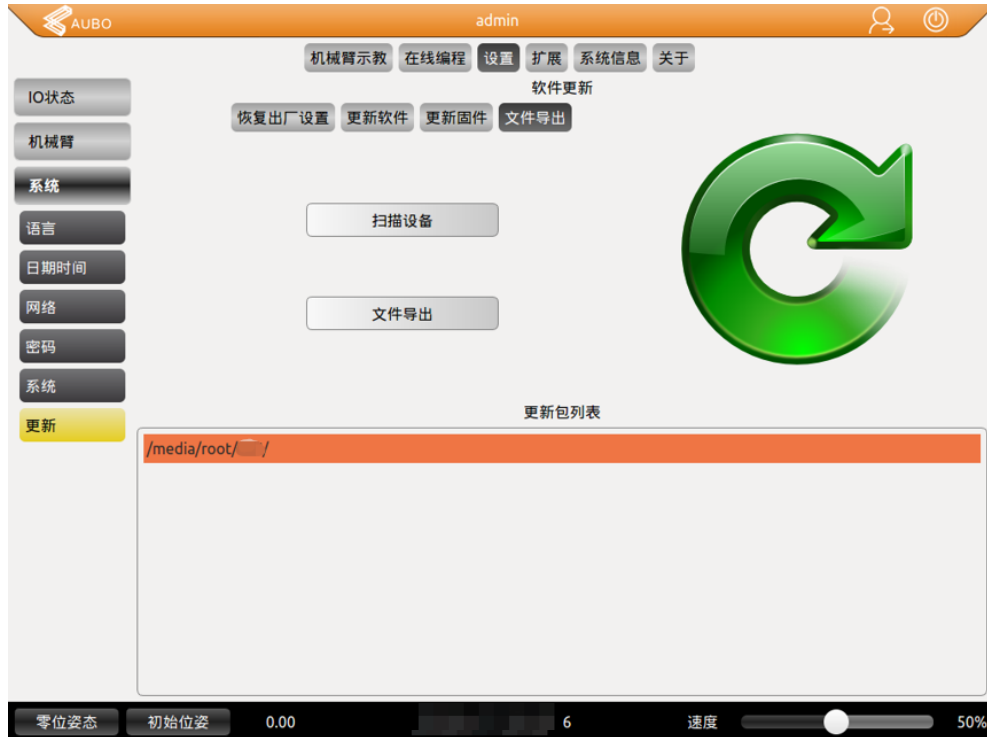 AUBO
admin
机械臂示教 在线编程 设置 扩展 系统信息 关于
软件更新
恢复出厂设置 更新软件 更新固件 文件导出
IO状态
机械臂
系统
语言
日期时间
网络
密码
系统
更新
扫描设备
文件导出
更新包列表
/media/root/ /
零位姿态 初始位姿 0.00 6 速度 50%